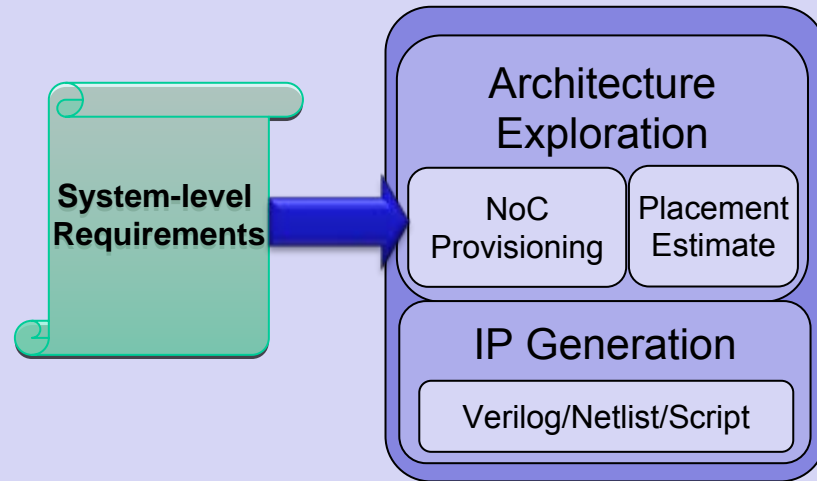 System-level
Requirements
Architecture
Exploration
NoC
Provisioning
Placement
Estimate
IP Generation
Verilog/Netlist/Script